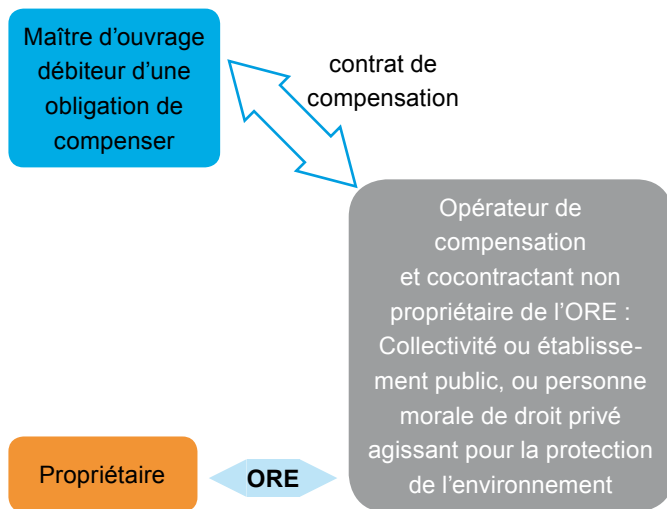 Maître d’ouvrage
débiteur d’une
obligation de
compenser
contrat de
compensation
Opérateur de
compensation
et cocontractant non
propriétaire de l’ORE :
Collectivité ou établisse-
ment public, ou personne
morale de droit privé
agissant pour la protection
de l’environnement
Propriétaire
ORE